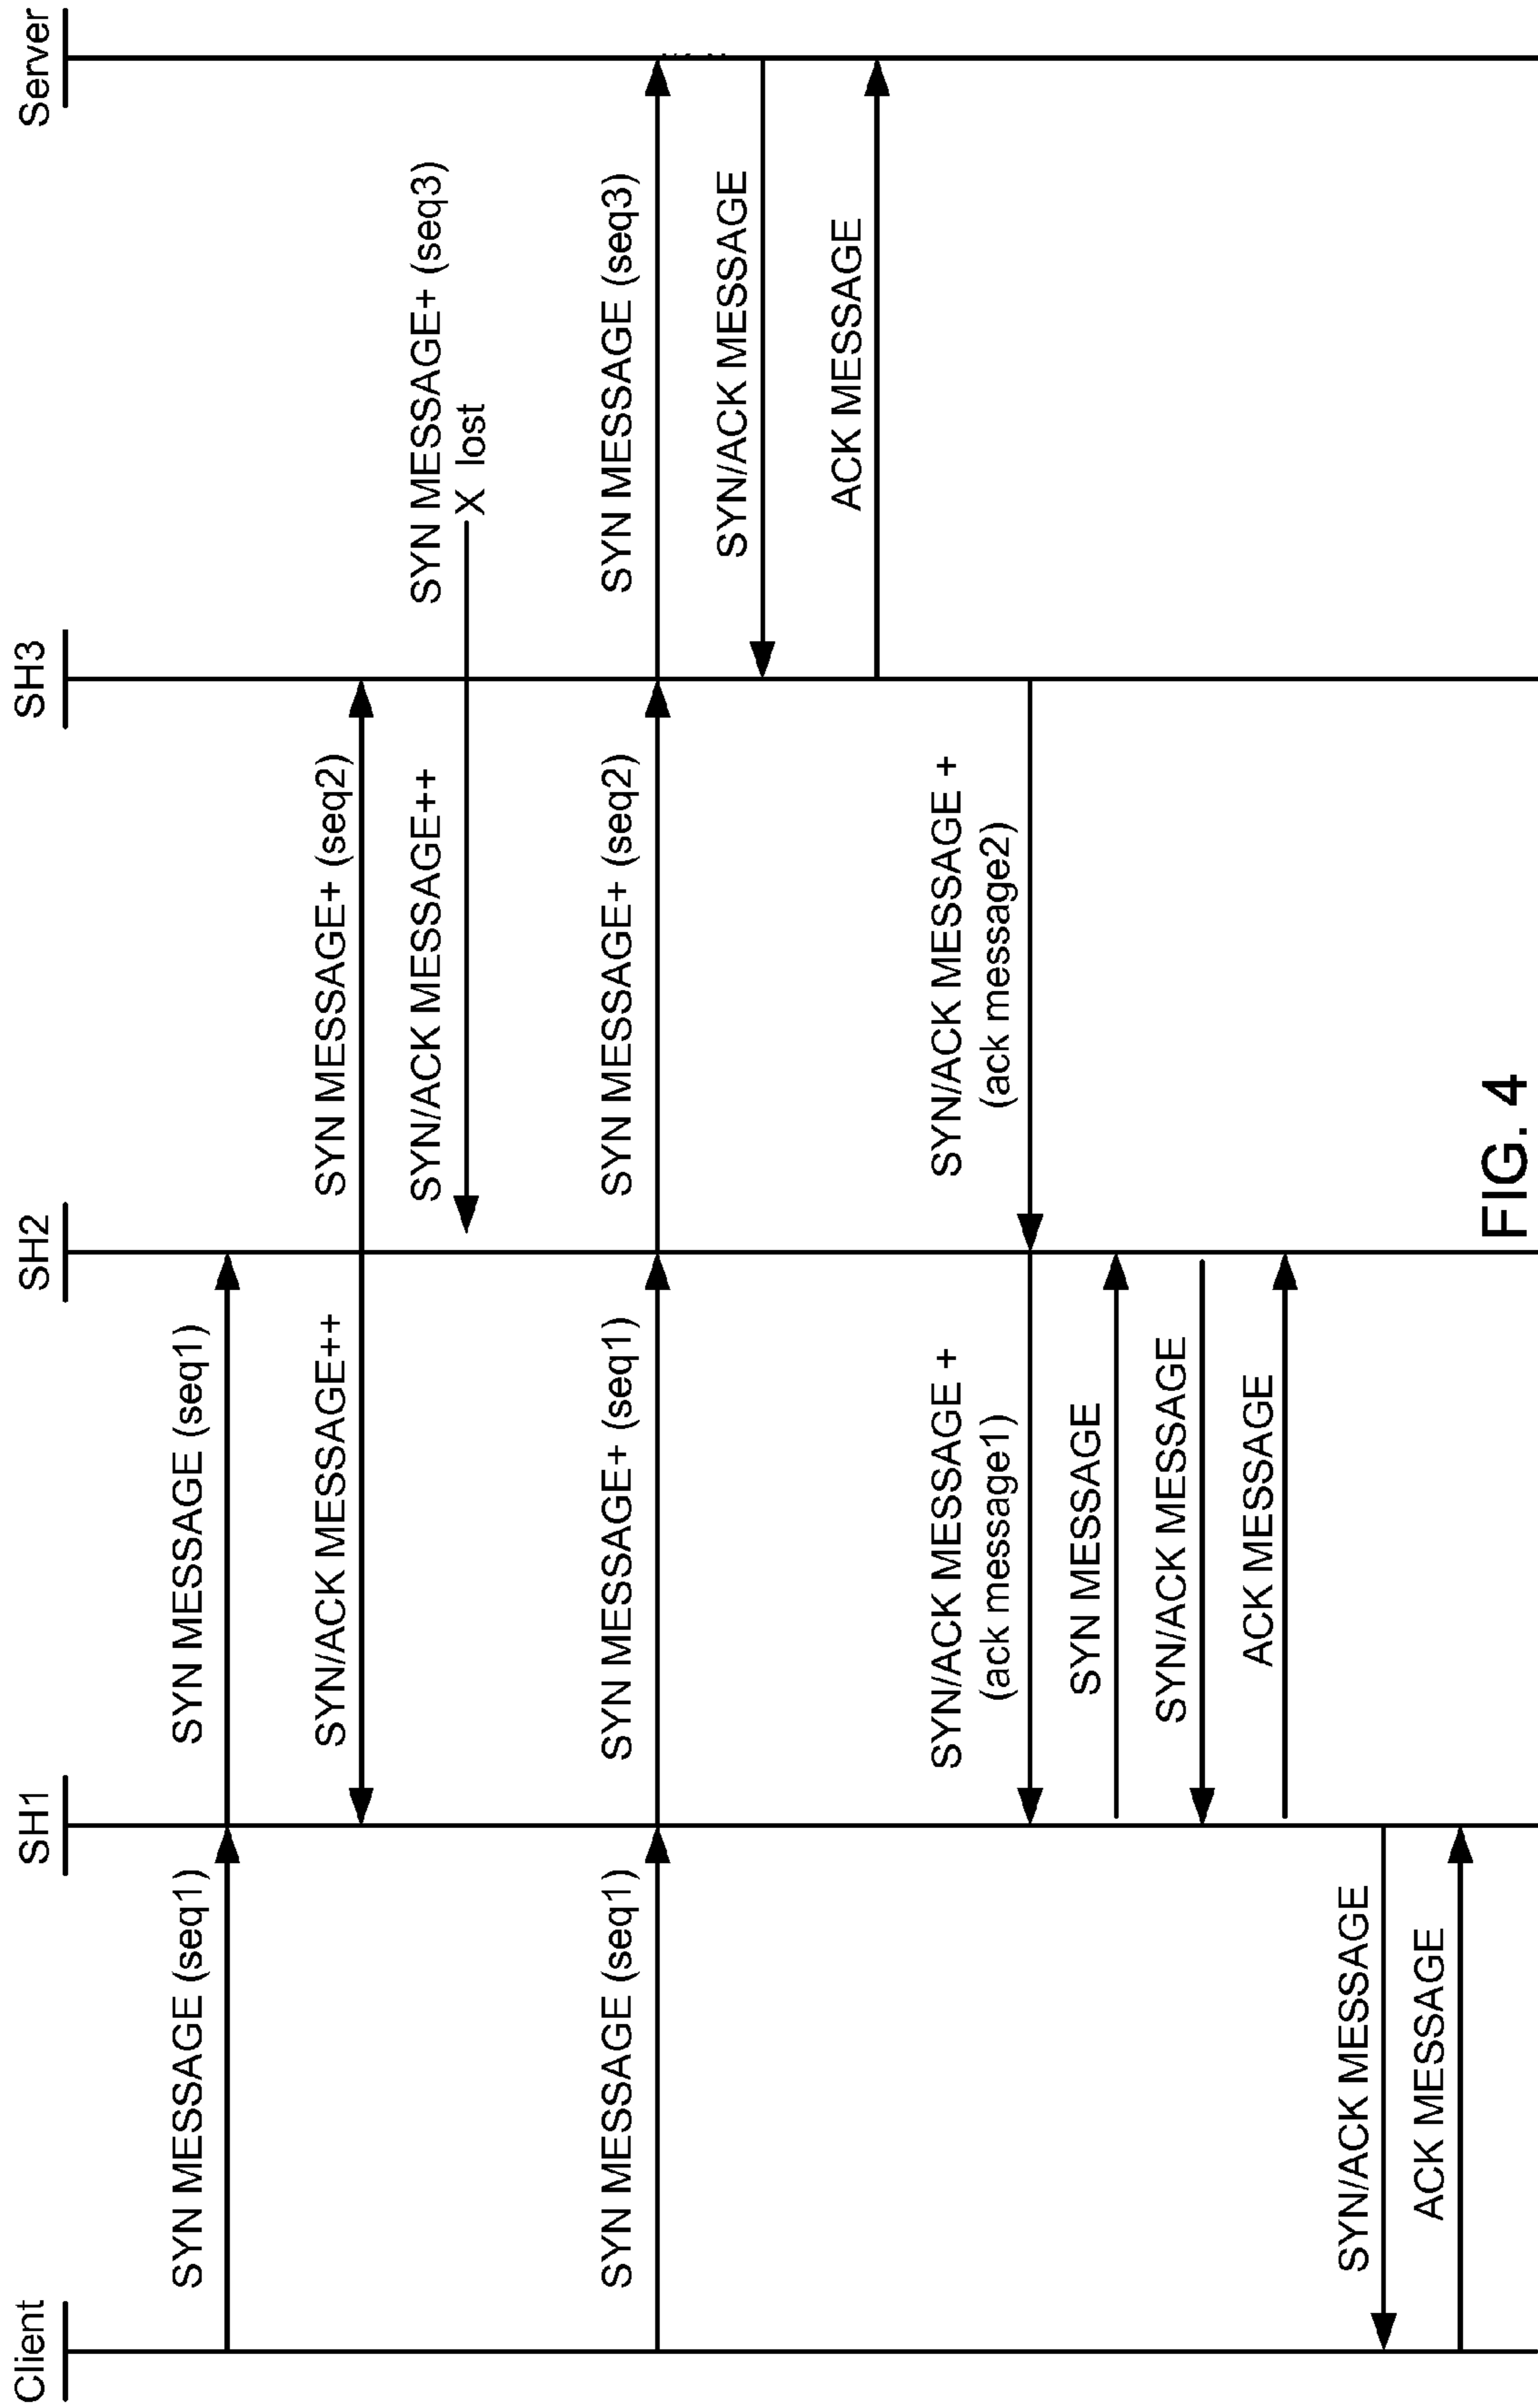 Client
SH1
SH2
SH3
Server
SYN MESSAGE (seq1)
SYN MESSAGE (seq1)
SYN/ACK MESSAGE++
SYN MESSAGE+ (seq2)
SYN/ACK MESSAGE++
SYN MESSAGE+ (seq3)
X lost
SYN MESSAGE (seq1)
SYN MESSAGE+ (seq1)
SYN MESSAGE+ (seq2)
SYN MESSAGE (seq3)
SYN/ACK MESSAGE
ACK MESSAGE
SYN/ACK MESSAGE +
(ack message1)
SYN/ACK MESSAGE +
(ack message2)
SYN MESSAGE
SYN/ACK MESSAGE
ACK MESSAGE
SYN/ACK MESSAGE
ACK MESSAGE
FIG. 4